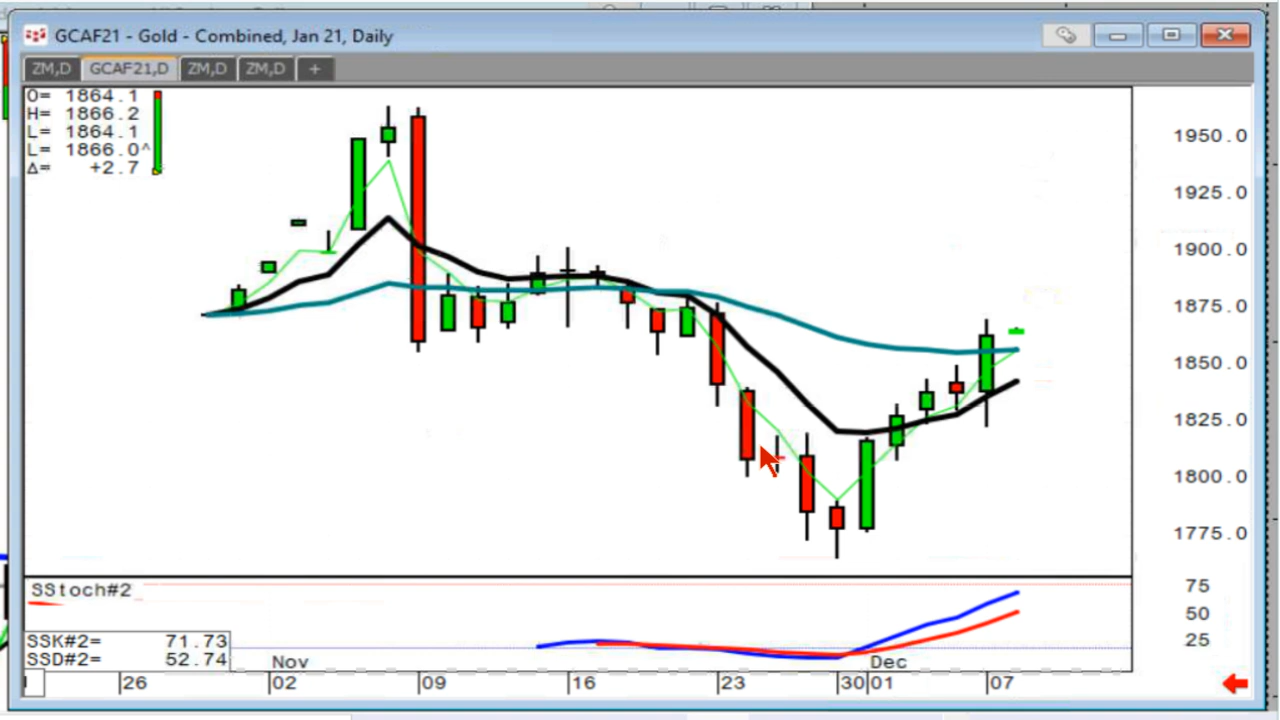 GCAF21 - Gold - Combined, Jan 21, Daily
ZM,D GCAF21,D ZM,D ZM,D +
O= 1864.1
H= 1866.2
L= 1864.1
L= 1866.0^
Δ= +2.7
1950.0
1925.0
1900.0
1875.0
1850.0
1825.0
1800.0
1775.0
SStoch#2
75
50
25
SSK#2= 71.73
SSD#2= 52.74
Nov Dec
26 02 09 16 23 30 01 07